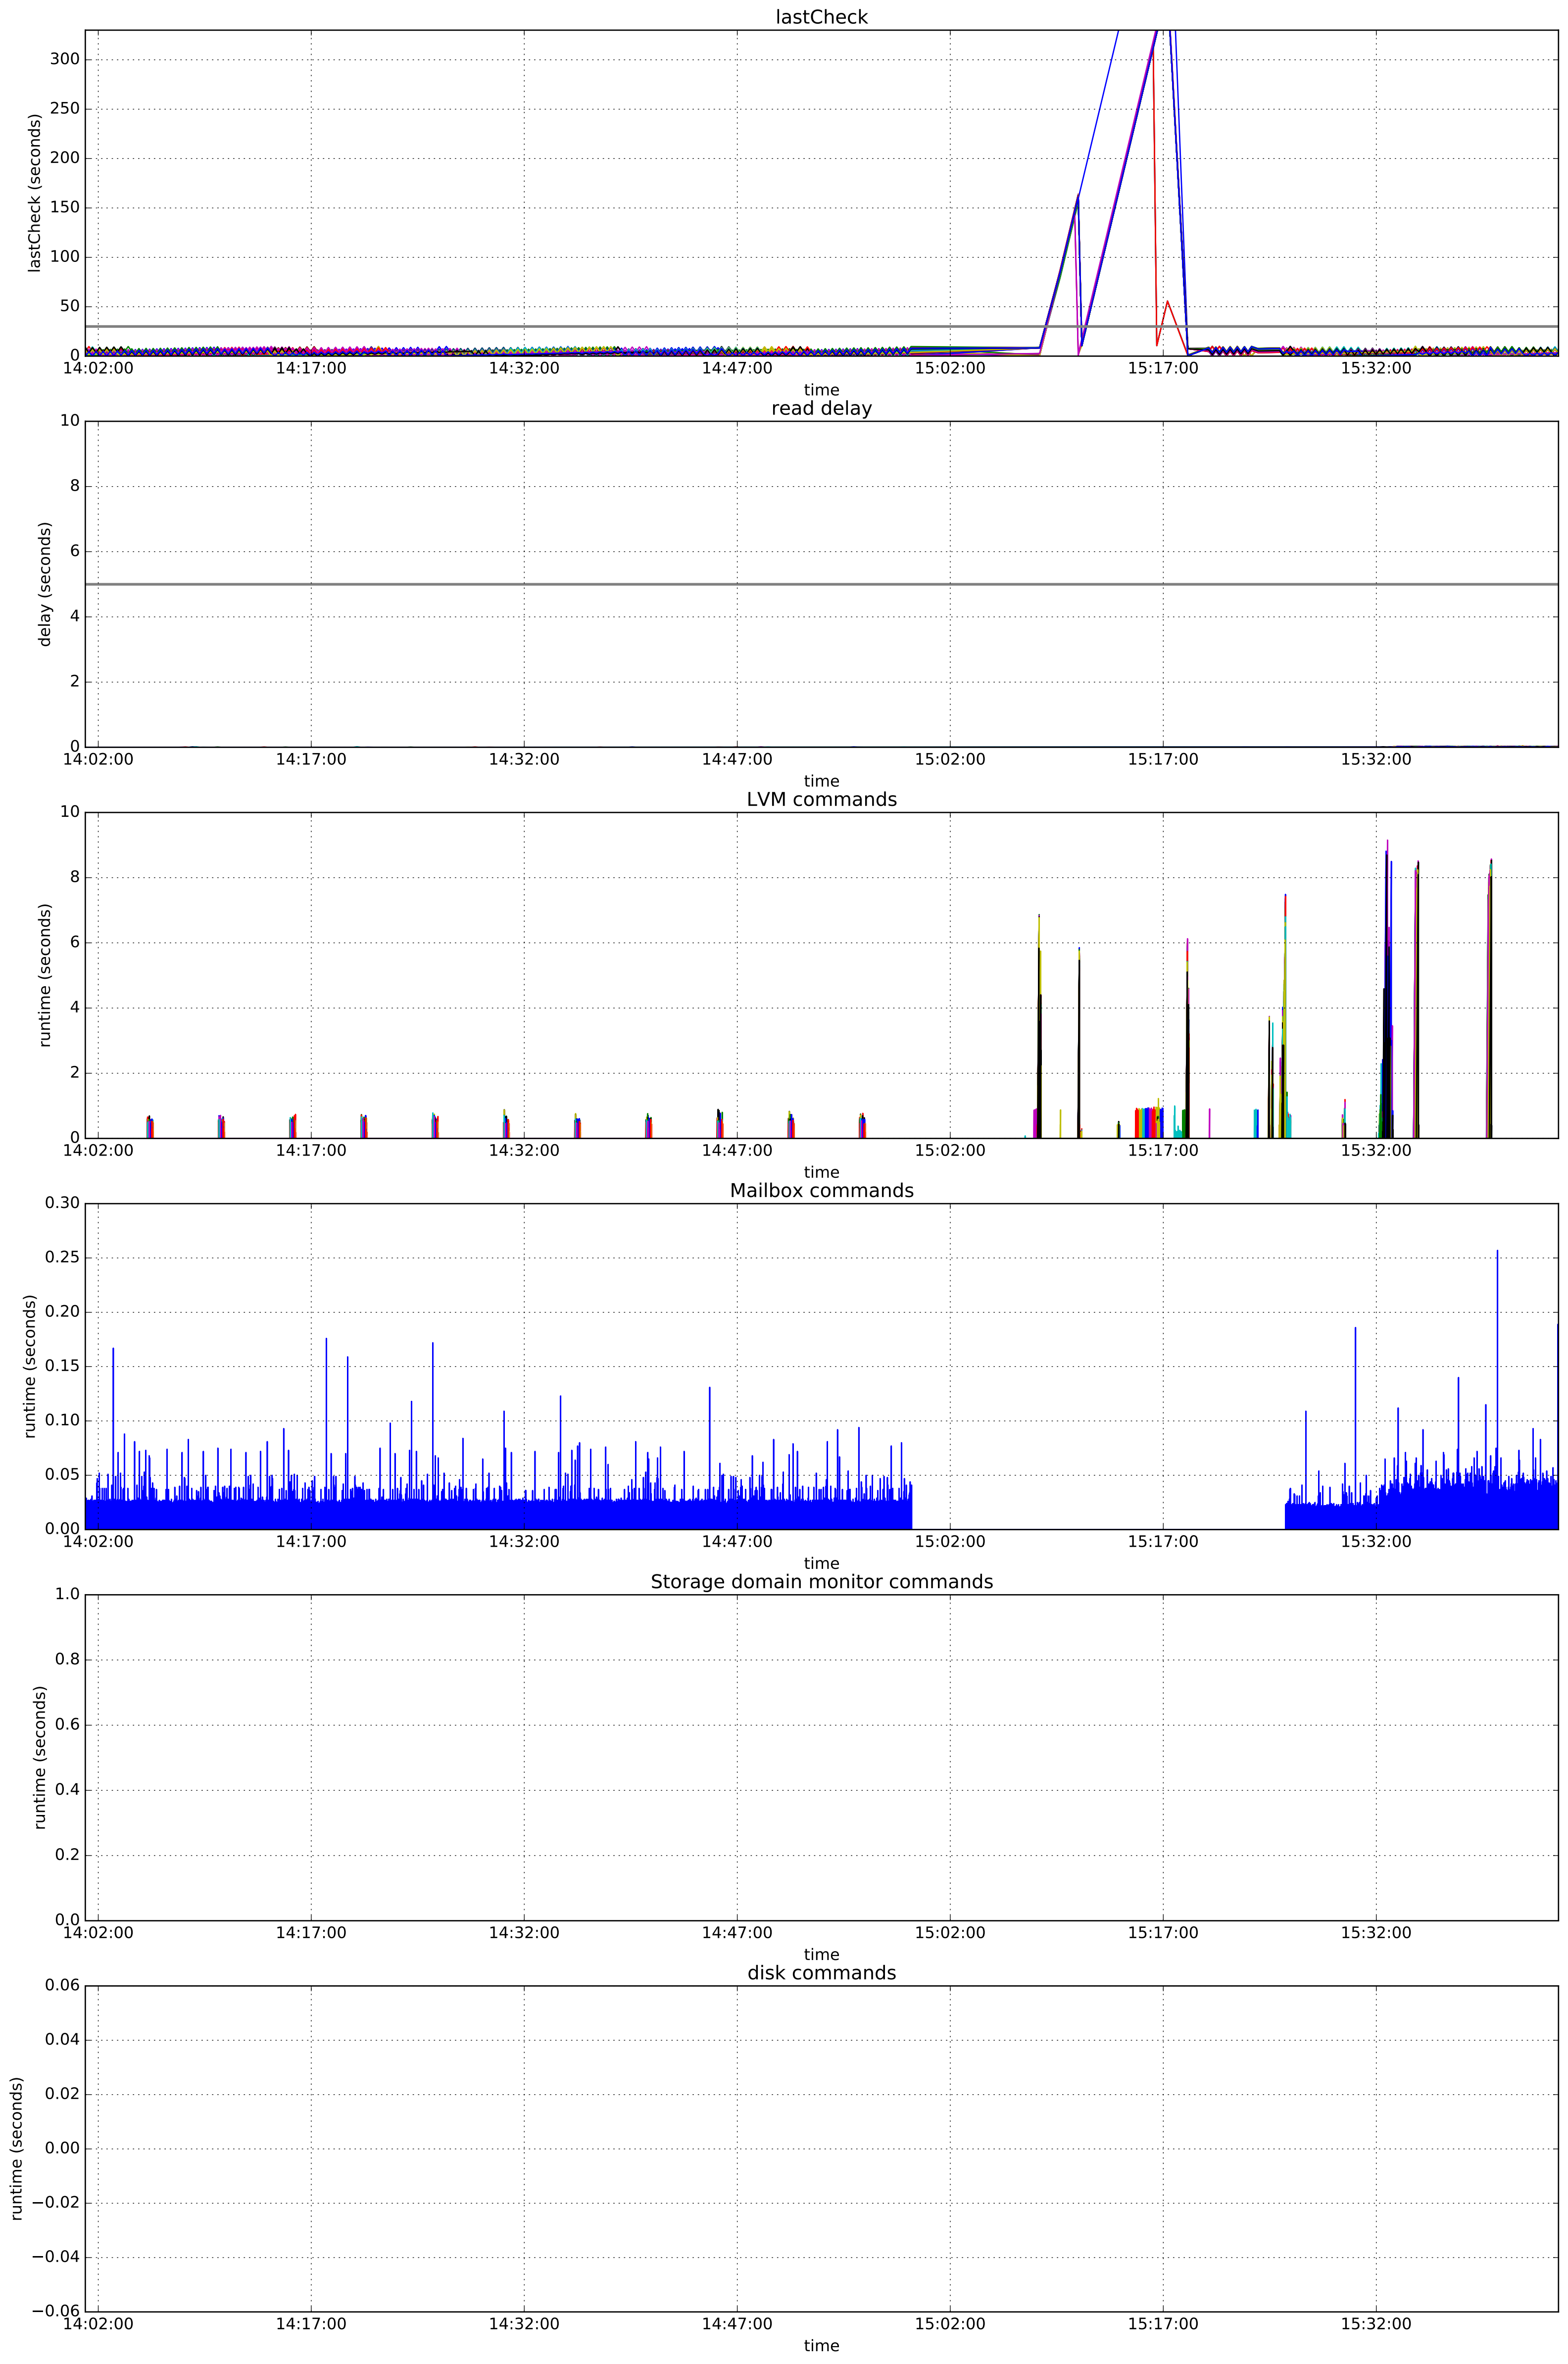 lastCheck
300
250
200
150
100
50
0
lastCheck (seconds)
14:02:00 14:17:00 14:32:00 14:47:00 15:02:00 15:17:00 15:32:00
time
read delay
10
8
6
4
2
0
delay (seconds)
14:02:00 14:17:00 14:32:00 14:47:00 15:02:00 15:17:00 15:32:00
time
LVM commands
10
8
6
4
2
0
runtime (seconds)
14:02:00 14:17:00 14:32:00 14:47:00 15:02:00 15:17:00 15:32:00
time
Mailbox commands
0.30
0.25
0.20
0.15
0.10
0.05
0.00
runtime (seconds)
14:02:00 14:17:00 14:32:00 14:47:00 15:02:00 15:17:00 15:32:00
time
Storage domain monitor commands
1.0
0.8
0.6
0.4
0.2
0.0
runtime (seconds)
14:02:00 14:17:00 14:32:00 14:47:00 15:02:00 15:17:00 15:32:00
time
disk commands
0.06
0.04
0.02
0.00
−0.02
−0.04
−0.06
runtime (seconds)
14:02:00 14:17:00 14:32:00 14:47:00 15:02:00 15:17:00 15:32:00
time